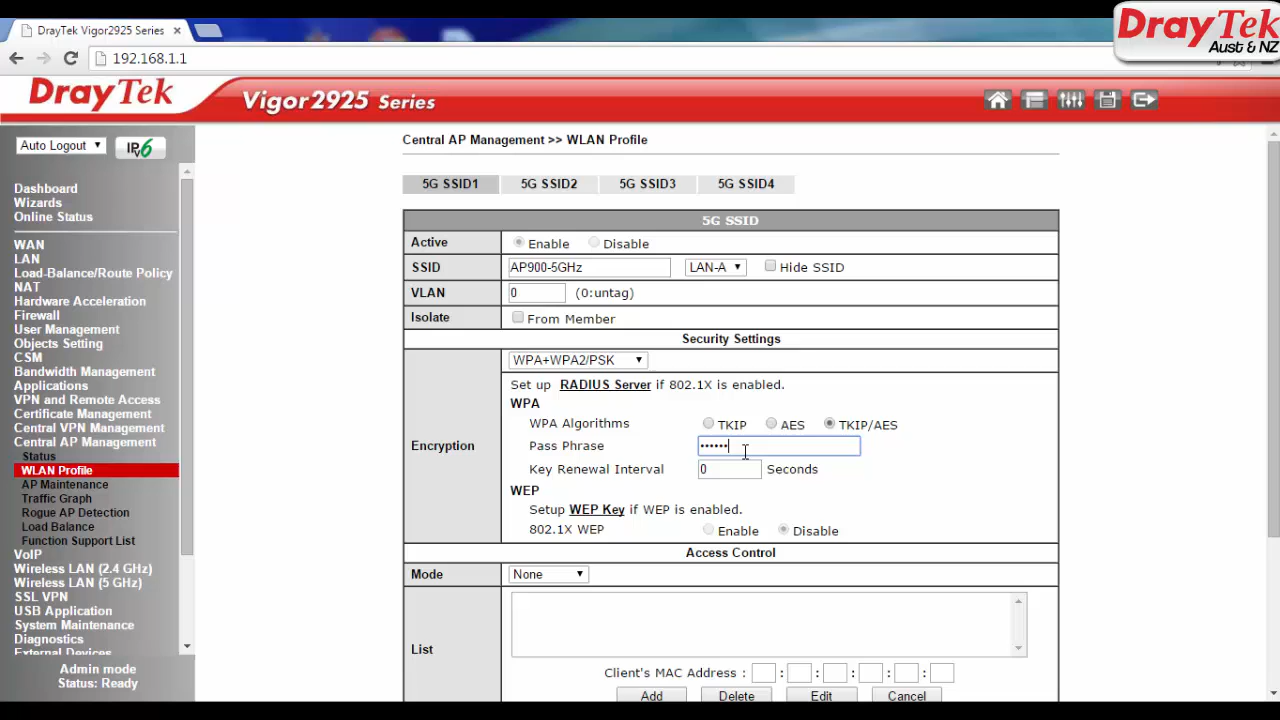 DrayTek Vigor2925 Series
DrayTek
Aust & NZ
192.168.1.1
DrayTek
Vigor2925 Series
Auto Logout
IPv6
Dashboard
Wizards
Online Status
WAN
LAN
Load-Balance/Route Policy
NAT
Hardware Acceleration
Firewall
User Management
Objects Setting
CSM
Bandwidth Management
Applications
VPN and Remote Access
Certificate Management
Central VPN Management
Central AP Management
Status
WLAN Profile
AP Maintenance
Traffic Graph
Rogue AP Detection
Load Balance
Function Support List
VoIP
Wireless LAN (2.4 GHz)
Wireless LAN (5 GHz)
SSL VPN
USB Application
System Maintenance
Diagnostics
External Devices
Admin mode
Status: Ready
Central AP Management >> WLAN Profile
5G SSID1 5G SSID2 5G SSID3 5G SSID4
5G SSID
Active Enable Disable
SSID AP900-5GHz LAN-A Hide SSID
VLAN 0 (0:untag)
Isolate From Member
Security Settings
WPA+WPA2/PSK
Set up RADIUS Server if 802.1X is enabled.
WPA
WPA Algorithms TKIP AES TKIP/AES
Encryption Pass Phrase ••••••
Key Renewal Interval 0 Seconds
WEP
Setup WEP Key if WEP is enabled.
802.1X WEP Enable Disable
Access Control
Mode None
List
Client's MAC Address : : : : : :
Add Delete Edit Cancel